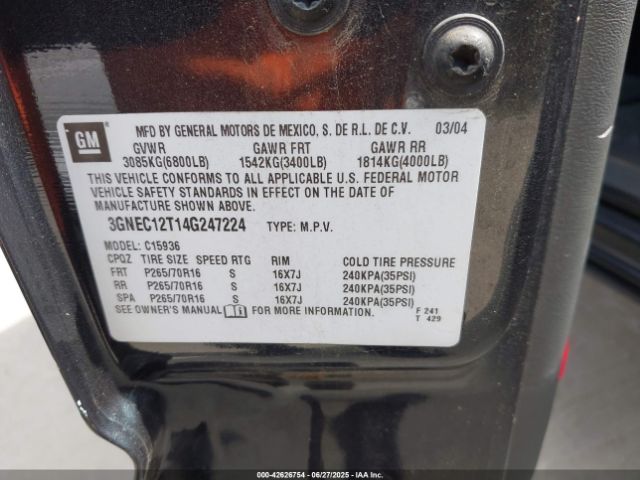 GM
MFD BY GENERAL MOTORS DE MEXICO, S. DE R.L. DE C.V. 03/04
GVWR GAWR FRT GAWR RR
3085KG(6800LB) 1542KG(3400LB) 1814KG(4000LB)
THIS VEHICLE CONFORMS TO ALL APPLICABLE U.S. FEDERAL MOTOR
VEHICLE SAFETY STANDARDS IN EFFECT ON THE DATE OF
MANUFACTURE SHOWN ABOVE.
3GNEC12T14G247224 TYPE: M.P.V.
MODEL: C15936
CPQZ TIRE SIZE SPEED RTG RIM COLD TIRE PRESSURE
FRT P265/70R16 S 16X7J 240KPA(35PSI)
RR P265/70R16 S 16X7J 240KPA(35PSI)
SPA P265/70R16 S 16X7J 240KPA(35PSI)
SEE OWNER'S MANUAL FOR MORE INFORMATION. F 241
T 429
000-42626754 - 06/27/2025 - IAA Inc.